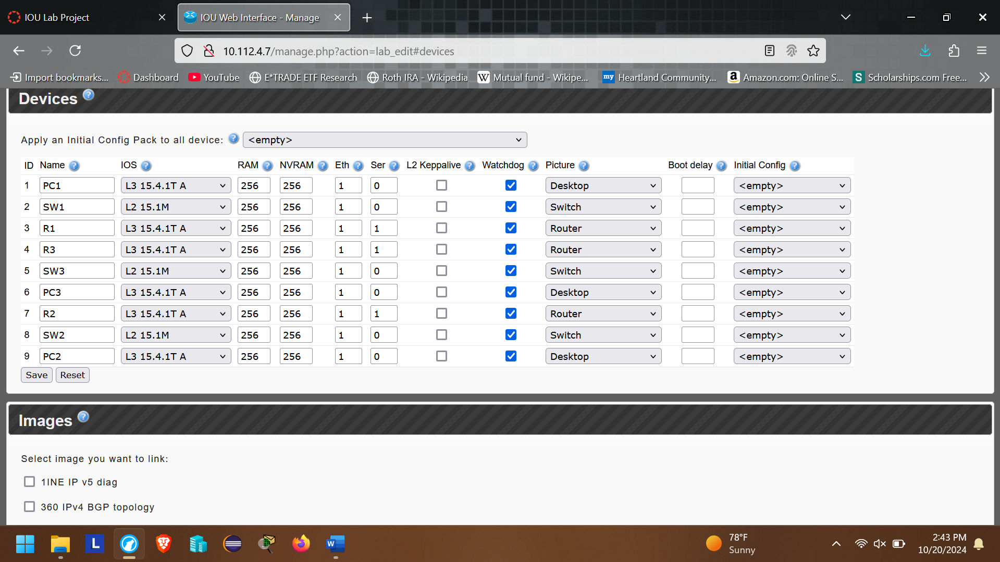 IOU Lab Project
IOU Web Interface - Manage
10.112.4.7/manage.php?action=lab_edit#devices
Import bookmarks... Dashboard YouTube E*TRADE ETF Research Roth IRA - Wikipedia W Mutual fund - Wikipe... my Heartland Community,... a Amazon.com: Online S... S Scholarships.com Free...
Devices ?
Apply an Initial Config Pack to all device: ? <empty>
ID Name ? IOS ? RAM ? NVRAM ? Eth ? Ser ? L2 Keppalive ? Watchdog ? Picture ? Boot delay ? Initial Config ?
1 PC1 L3 15.4.1T A 256 256 1 0 Desktop <empty>
2 SW1 L2 15.1M 256 256 1 0 Switch <empty>
3 R1 L3 15.4.1T A 256 256 1 1 Router <empty>
4 R3 L3 15.4.1T A 256 256 1 1 Router <empty>
5 SW3 L2 15.1M 256 256 1 0 Switch <empty>
6 PC3 L3 15.4.1T A 256 256 1 0 Desktop <empty>
7 R2 L3 15.4.1T A 256 256 1 1 Router <empty>
8 SW2 L2 15.1M 256 256 1 0 Switch <empty>
9 PC2 L3 15.4.1T A 256 256 1 0 Desktop <empty>
Save Reset
Images ?
Select image you want to link:
1INE IP v5 diag
360 IPv4 BGP topology
L
W
78°F
Sunny
2:43 PM
10/20/2024